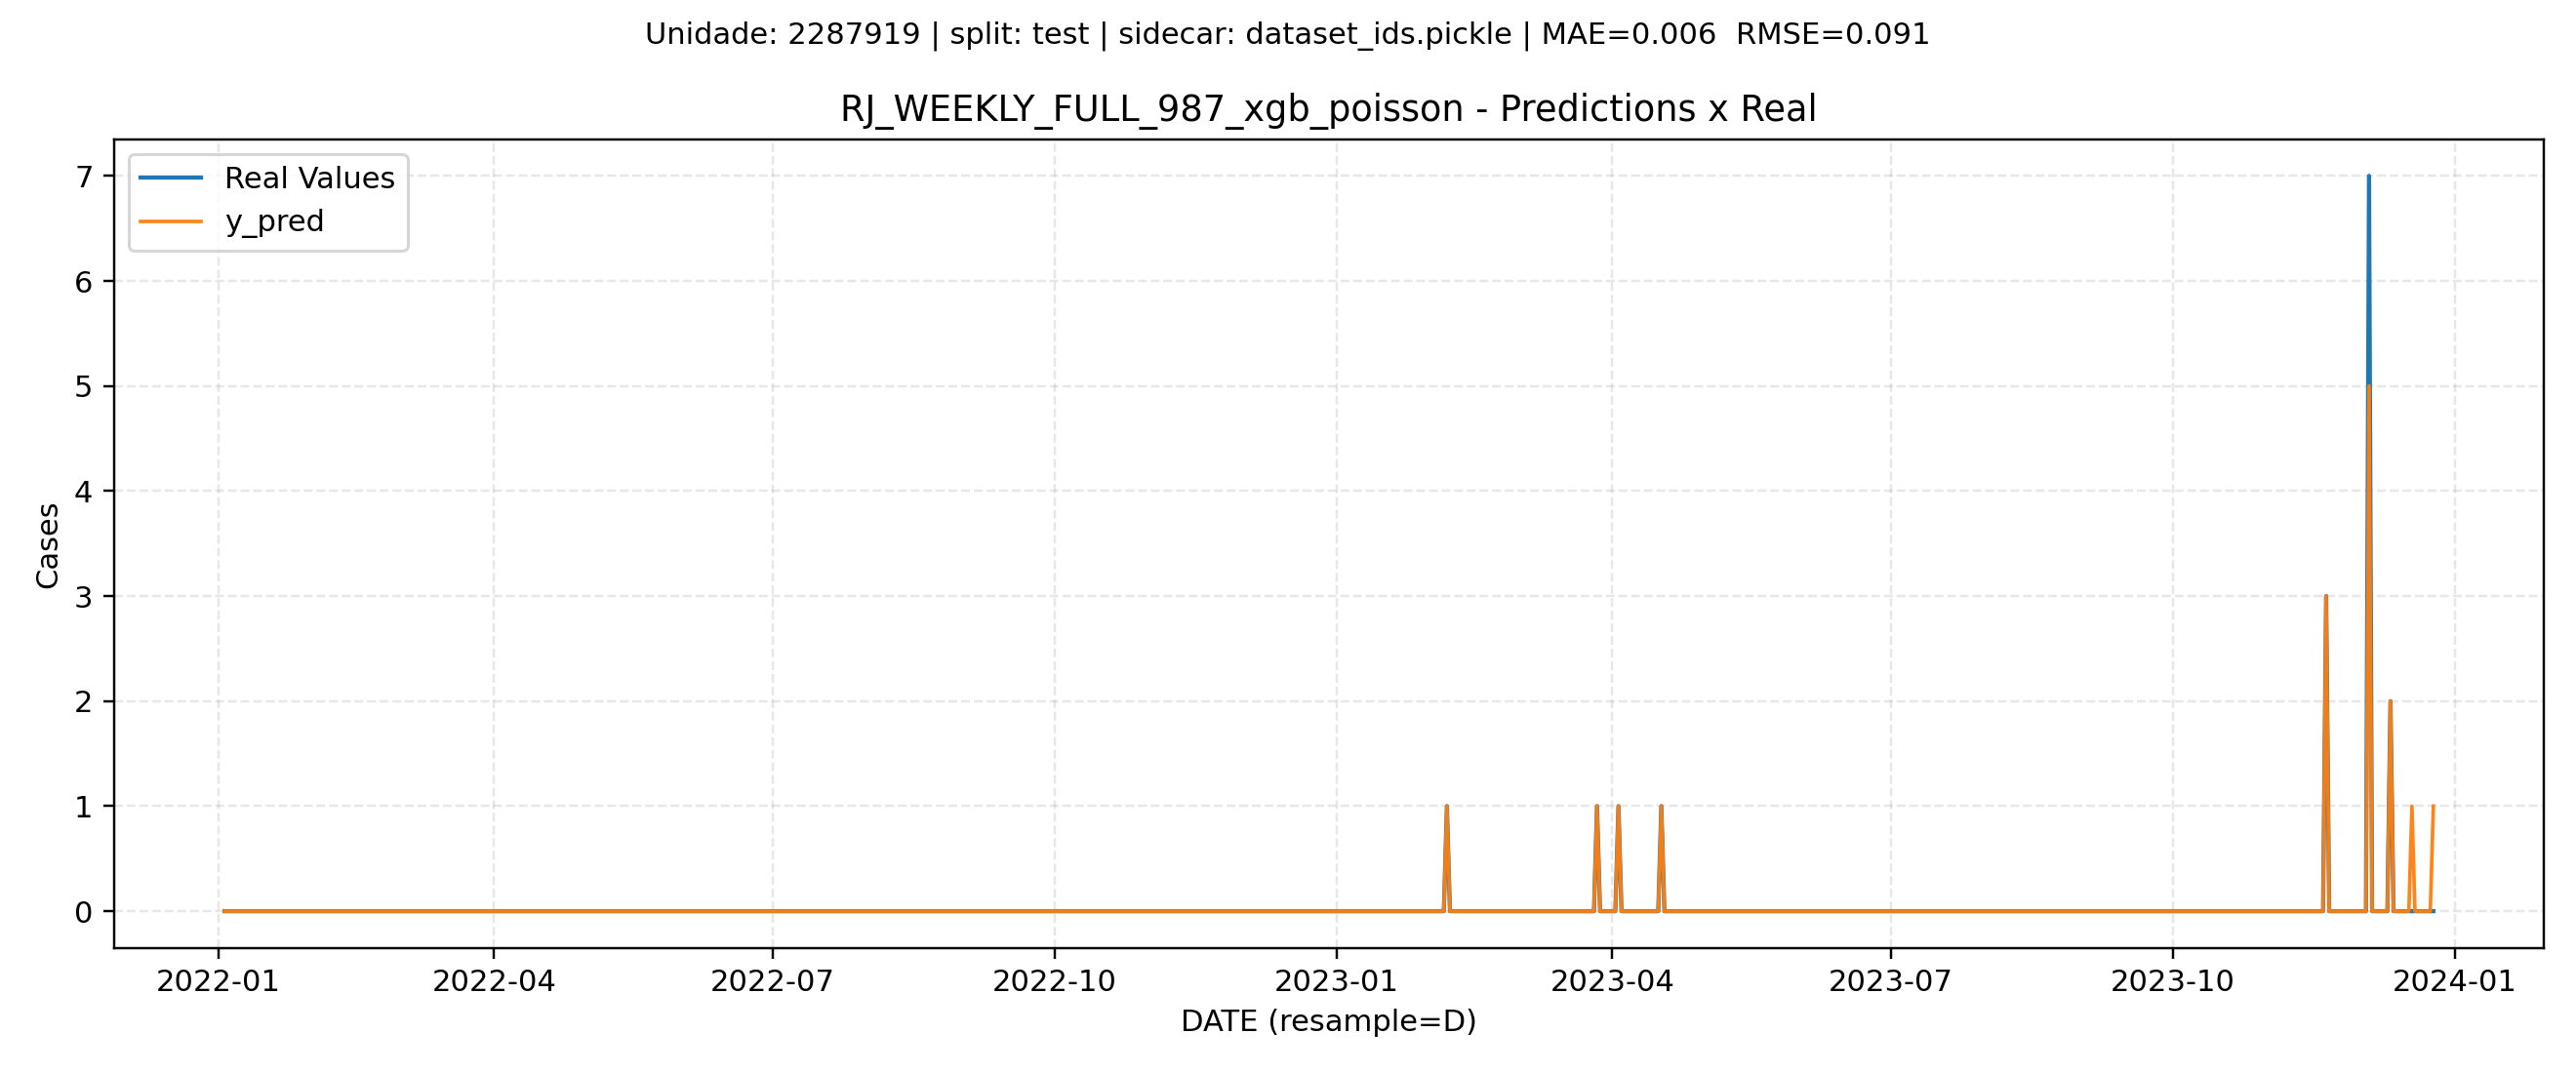 Unidade: 2287919 | split: test | sidecar: dataset_ids.pickle | MAE=0.006  RMSE=0.091
RJ_WEEKLY_FULL_987_xgb_poisson - Predictions x Real
Real Values
y_pred
7
6
5
4
3
2
1
0
Cases
2022-01
2022-04
2022-07
2022-10
2023-01
2023-04
2023-07
2023-10
2024-01
DATE (resample=D)